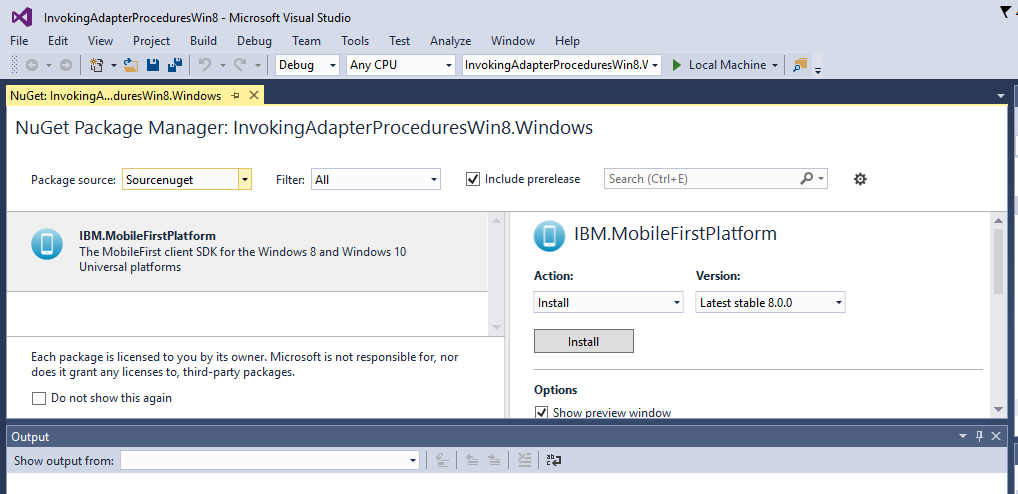 InvokingAdapterProceduresWin8 - Microsoft Visual Studio
File Edit View Project Build Debug Team Tools Test Analyze Window Help
Debug Any CPU InvokingAdapterProceduresWin8.W Local Machine
NuGet: InvokingA...duresWin8.Windows
NuGet Package Manager: InvokingAdapterProceduresWin8.Windows
Package source: Sourcenuget Filter: All Include prerelease Search (Ctrl+E)
IBM.MobileFirstPlatform
The MobileFirst client SDK for the Windows 8 and Windows 10
Universal platforms
IBM.MobileFirstPlatform
Action: Version:
Install Latest stable 8.0.0
Install
Each package is licensed to you by its owner. Microsoft is not responsible for, nor
does it grant any licenses to, third-party packages.
Do not show this again
Options
Show preview window
Output
Show output from: